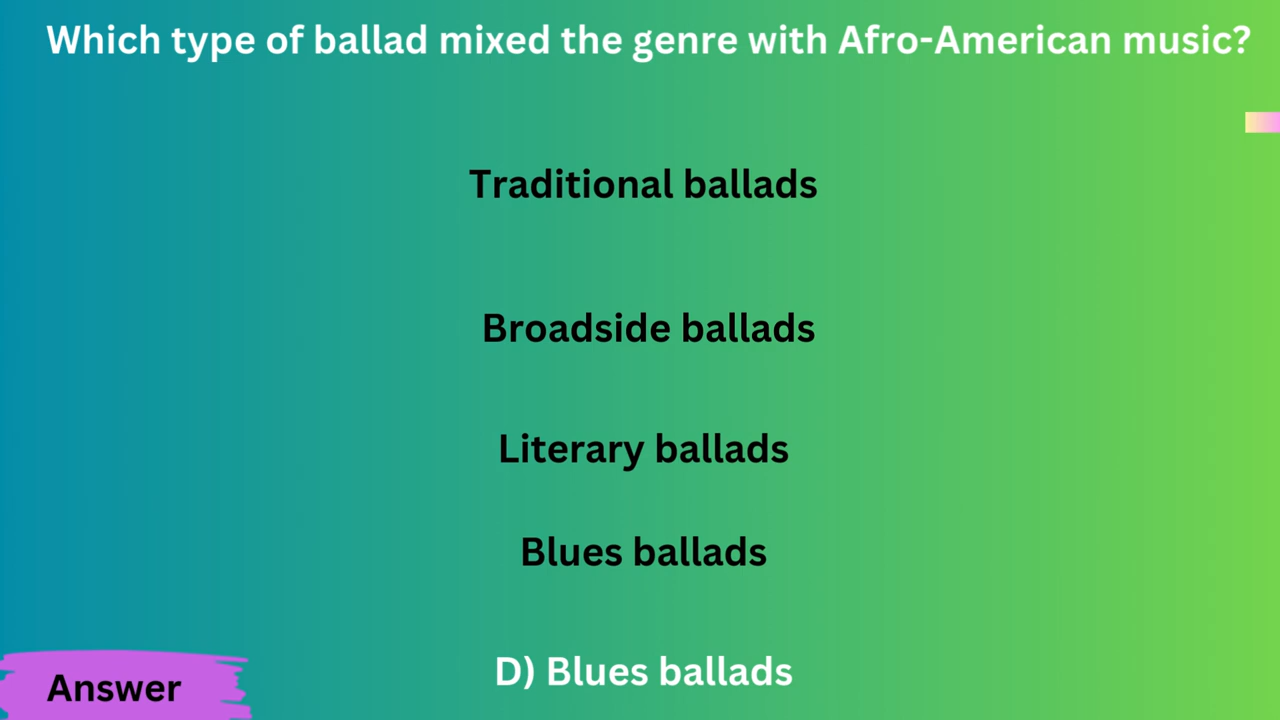 Which type of ballad mixed the genre with Afro-American music?
Traditional ballads
Broadside ballads
Literary ballads
Blues ballads
D) Blues ballads
Answer